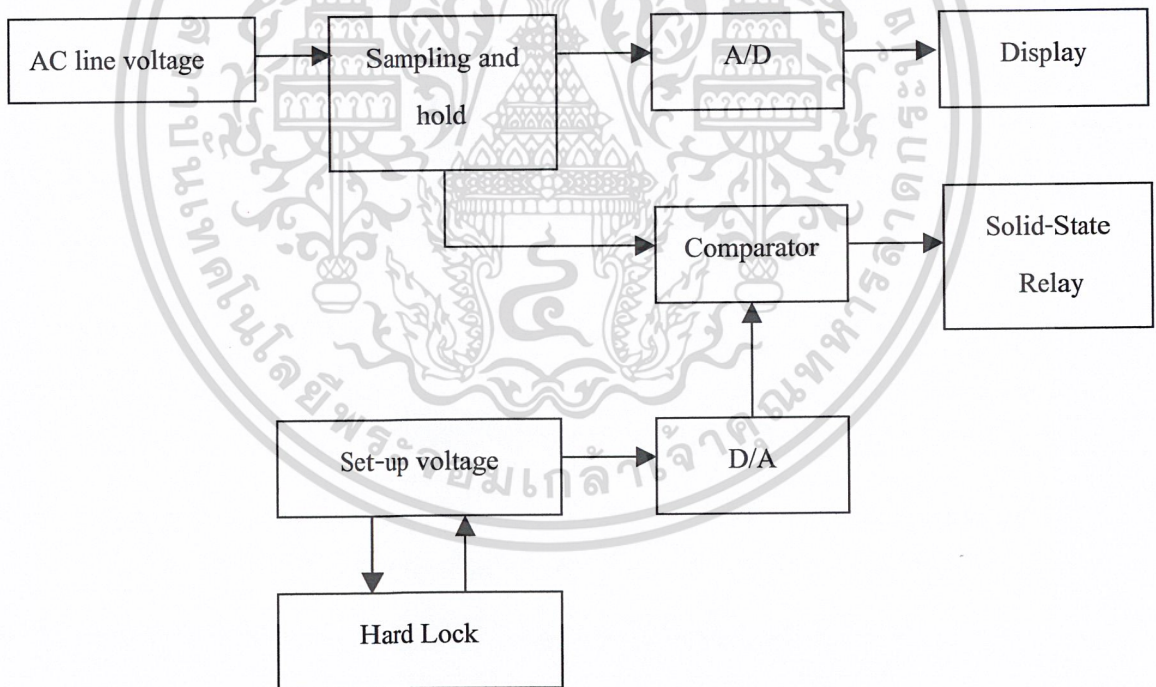 AC line voltage
Sampling and
hold
A/D
Display
Comparator
Solid-State
Relay
Set-up voltage
D/A
Hard Lock